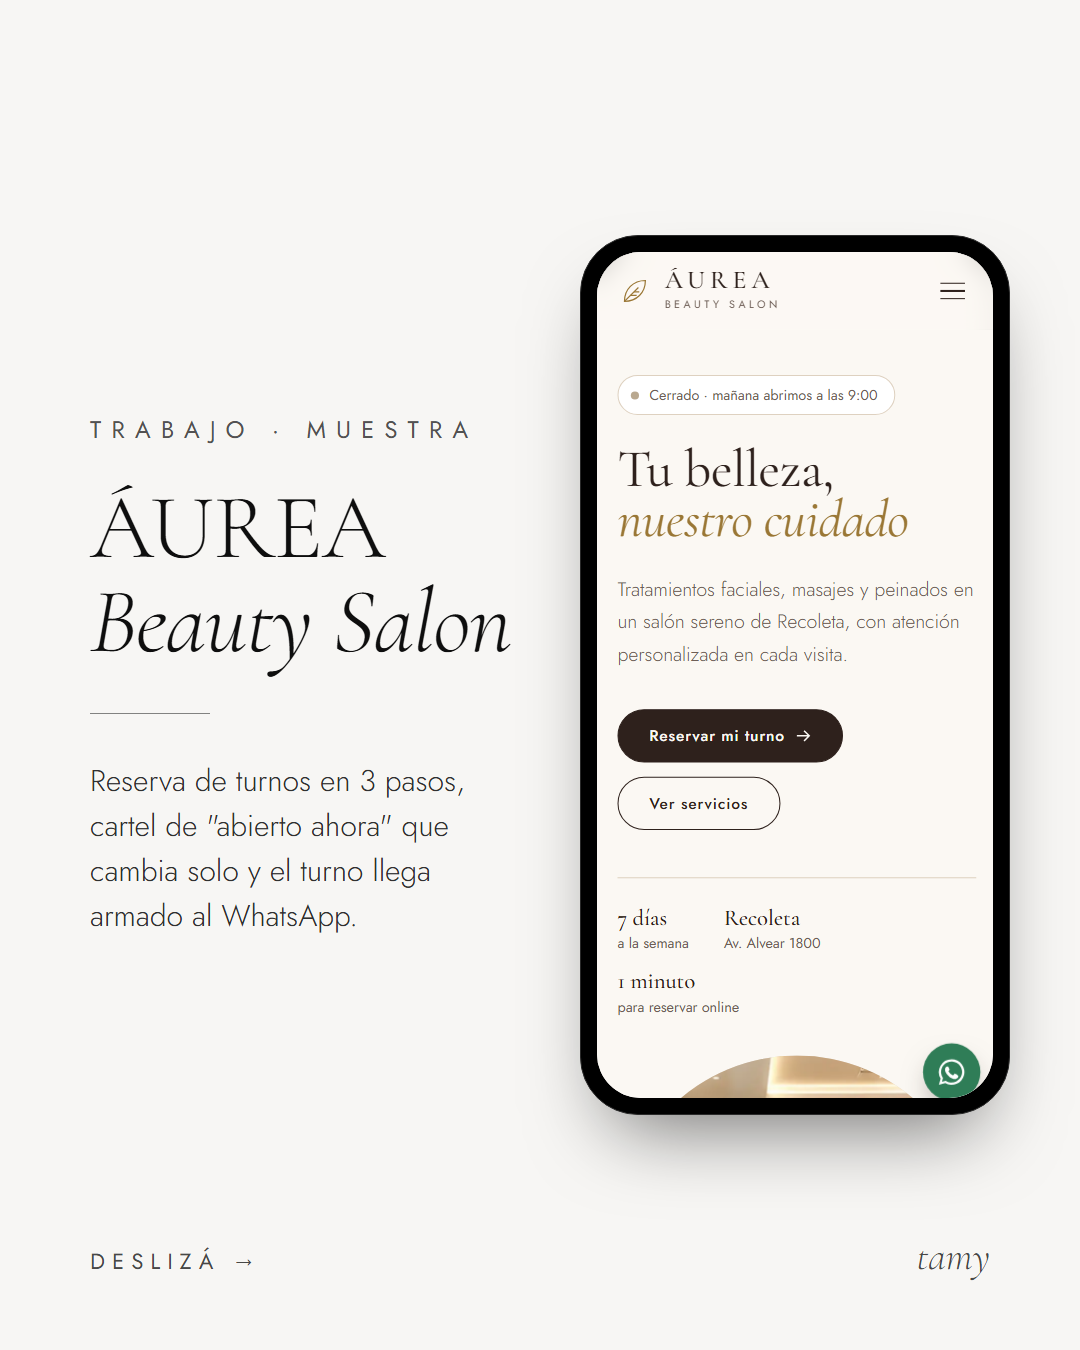 TRABAJO · MUESTRA
ÁUREA
Beauty Salon
Reserva de turnos en 3 pasos,
cartel de "abierto ahora" que
cambia solo y el turno llega
armado al WhatsApp.
ÁUREA
BEAUTY SALON
Cerrado · mañana abrimos a las 9:00
Tu belleza,
nuestro cuidado
Tratamientos faciales, masajes y peinados en
un salón sereno de Recoleta, con atención
personalizada en cada visita.
Reservar mi turno →
Ver servicios
7 días
a la semana
Recoleta
Av. Alvear 1800
1 minuto
para reservar online
DESLIZÁ →
tamy